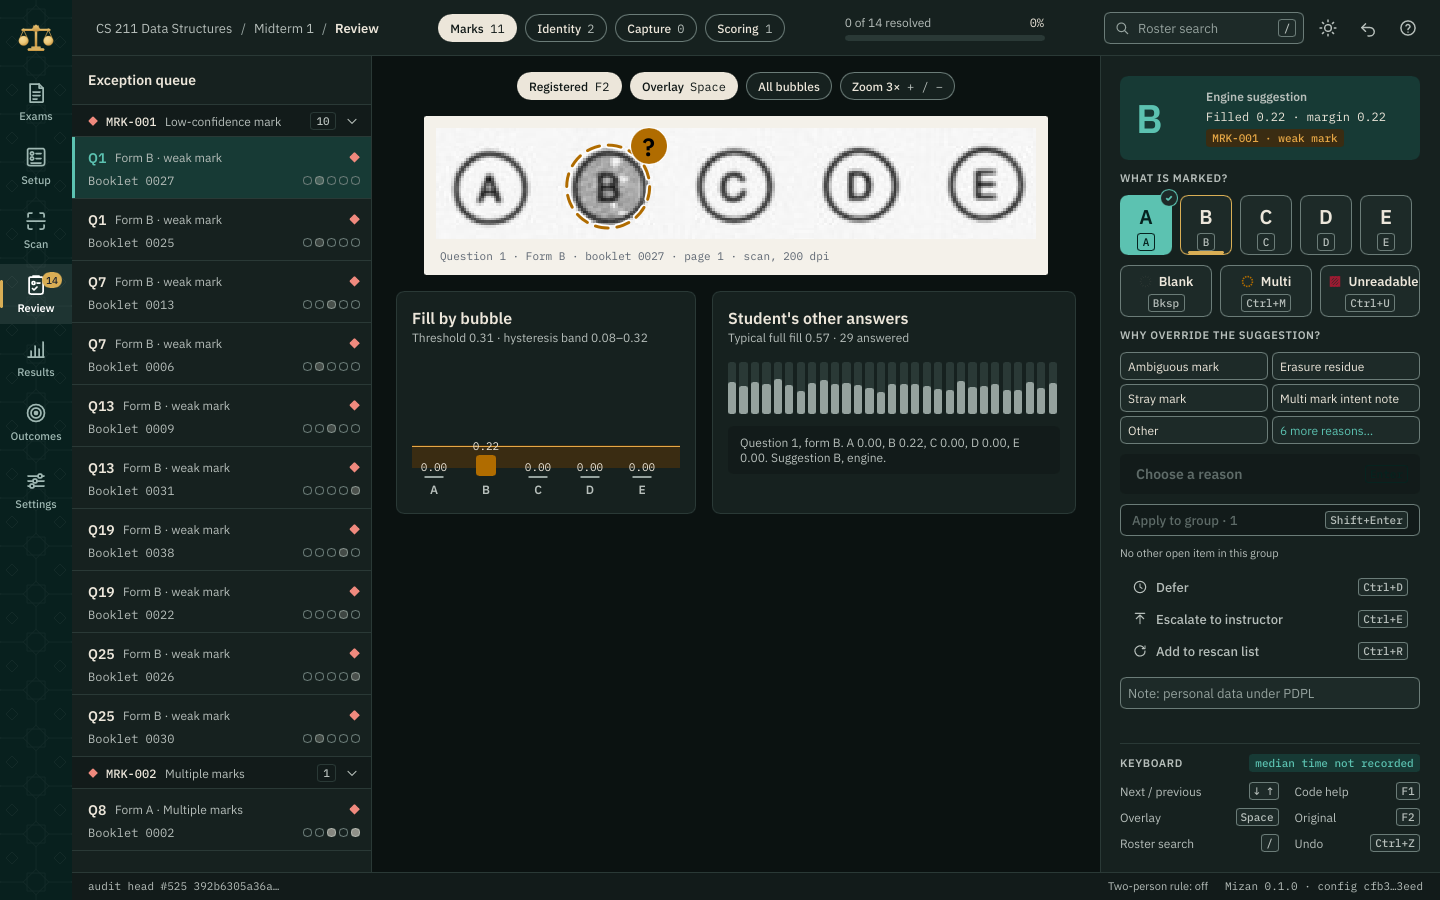 CS 211 Data Structures / Midterm 1 / Review
Marks 11
Identity 2
Capture 0
Scoring 1
0 of 14 resolved 0%
Roster search /
Exams
Setup
Scan
14
Review
Results
Outcomes
Settings
Exception queue
MRK-001 Low-confidence mark 10
Q1 Form B · weak mark
Booklet 0027
Q1 Form B · weak mark
Booklet 0025
Q7 Form B · weak mark
Booklet 0013
Q7 Form B · weak mark
Booklet 0006
Q13 Form B · weak mark
Booklet 0009
Q13 Form B · weak mark
Booklet 0031
Q19 Form B · weak mark
Booklet 0038
Q19 Form B · weak mark
Booklet 0022
Q25 Form B · weak mark
Booklet 0026
Q25 Form B · weak mark
Booklet 0030
MRK-002 Multiple marks 1
Q8 Form A · Multiple marks
Booklet 0002
Registered F2
Overlay Space
All bubbles
Zoom 3× + / −
A B ? C D E
Question 1 · Form B · booklet 0027 · page 1 · scan, 200 dpi
Fill by bubble
Threshold 0.31 · hysteresis band 0.08–0.32
0.22
0.00 0.00 0.00 0.00
A B C D E
Student's other answers
Typical full fill 0.57 · 29 answered
Question 1, form B. A 0.00, B 0.22, C 0.00, D 0.00, E
0.00. Suggestion B, engine.
B
Engine suggestion
Filled 0.22 · margin 0.22
MRK-001 · weak mark
WHAT IS MARKED?
A B C D E
A B C D E
Blank Multi Unreadable
Bksp Ctrl+M Ctrl+U
WHY OVERRIDE THE SUGGESTION?
Ambiguous mark
Erasure residue
Stray mark
Multi mark intent note
Other
6 more reasons…
Choose a reason
Apply to group · 1 Shift+Enter
No other open item in this group
Defer Ctrl+D
Escalate to instructor Ctrl+E
Add to rescan list Ctrl+R
Note: personal data under PDPL
KEYBOARD median time not recorded
Next / previous ↓ ↑ Code help F1
Overlay Space Original F2
Roster search / Undo Ctrl+Z
audit head #525 392b6305a36a…
Two-person rule: off Mizan 0.1.0 · config cfb3…3eed